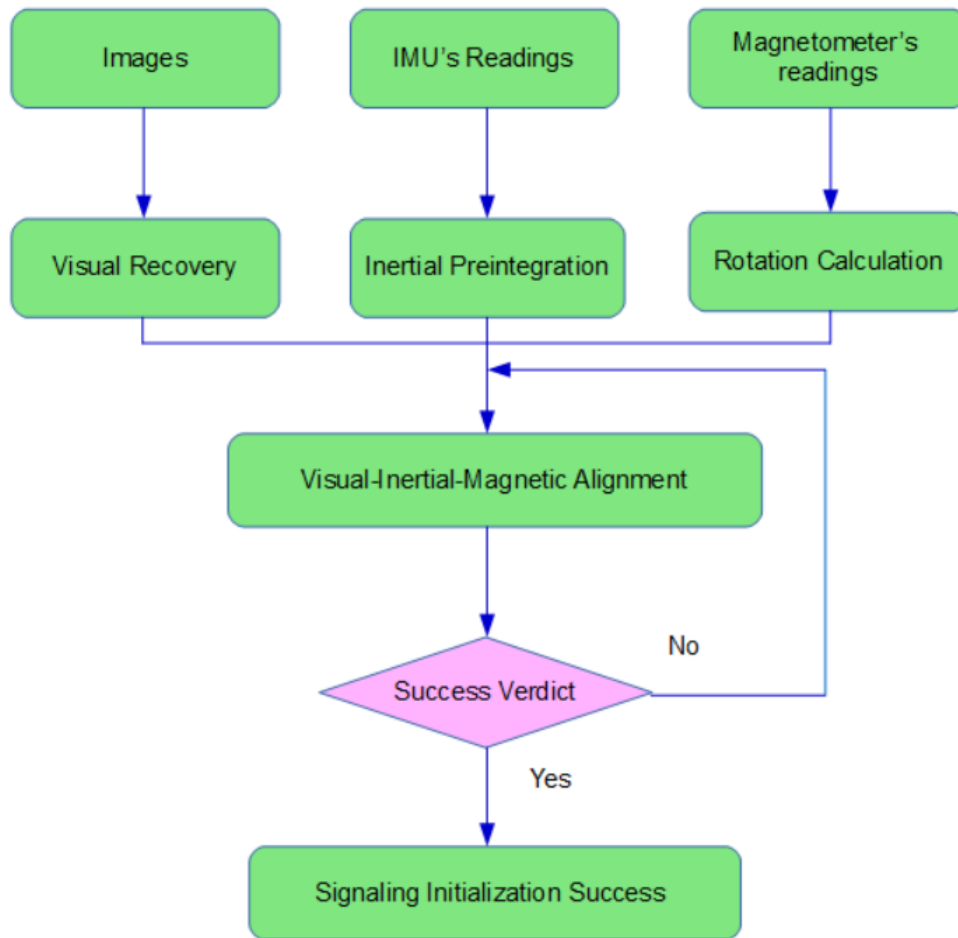 Images
IMU's Readings
Magnetometer's
readings
Visual Recovery
Inertial Preintegration
Rotation Calculation
Visual-Inertial-Magnetic Alignment
Success Verdict
No
Yes
Signaling Initialization Success